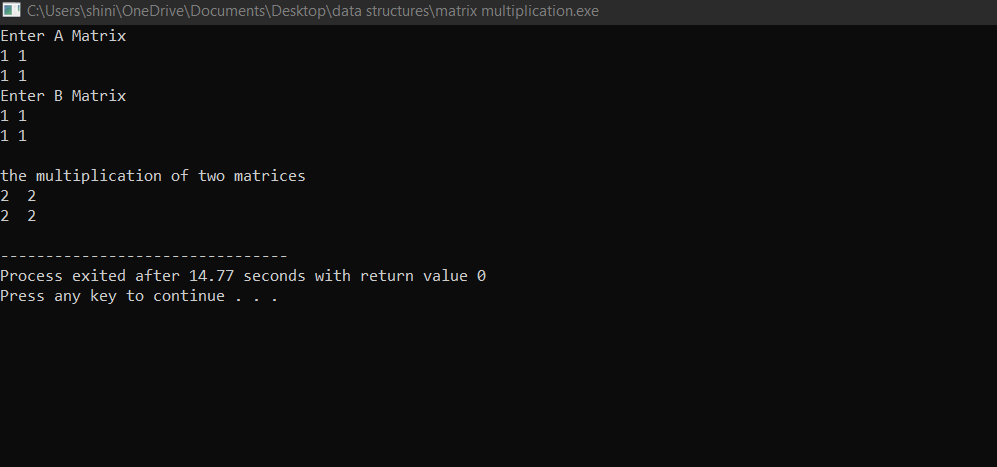 C:\Users\shini\OneDrive\Documents\Desktop\data structures\matrix multiplication.exe
Enter A Matrix
1 1
1 1
Enter B Matrix
1 1
1 1
the multiplication of two matrices
2  2
2  2
--------------------------------
Process exited after 14.77 seconds with return value 0
Press any key to continue . . .